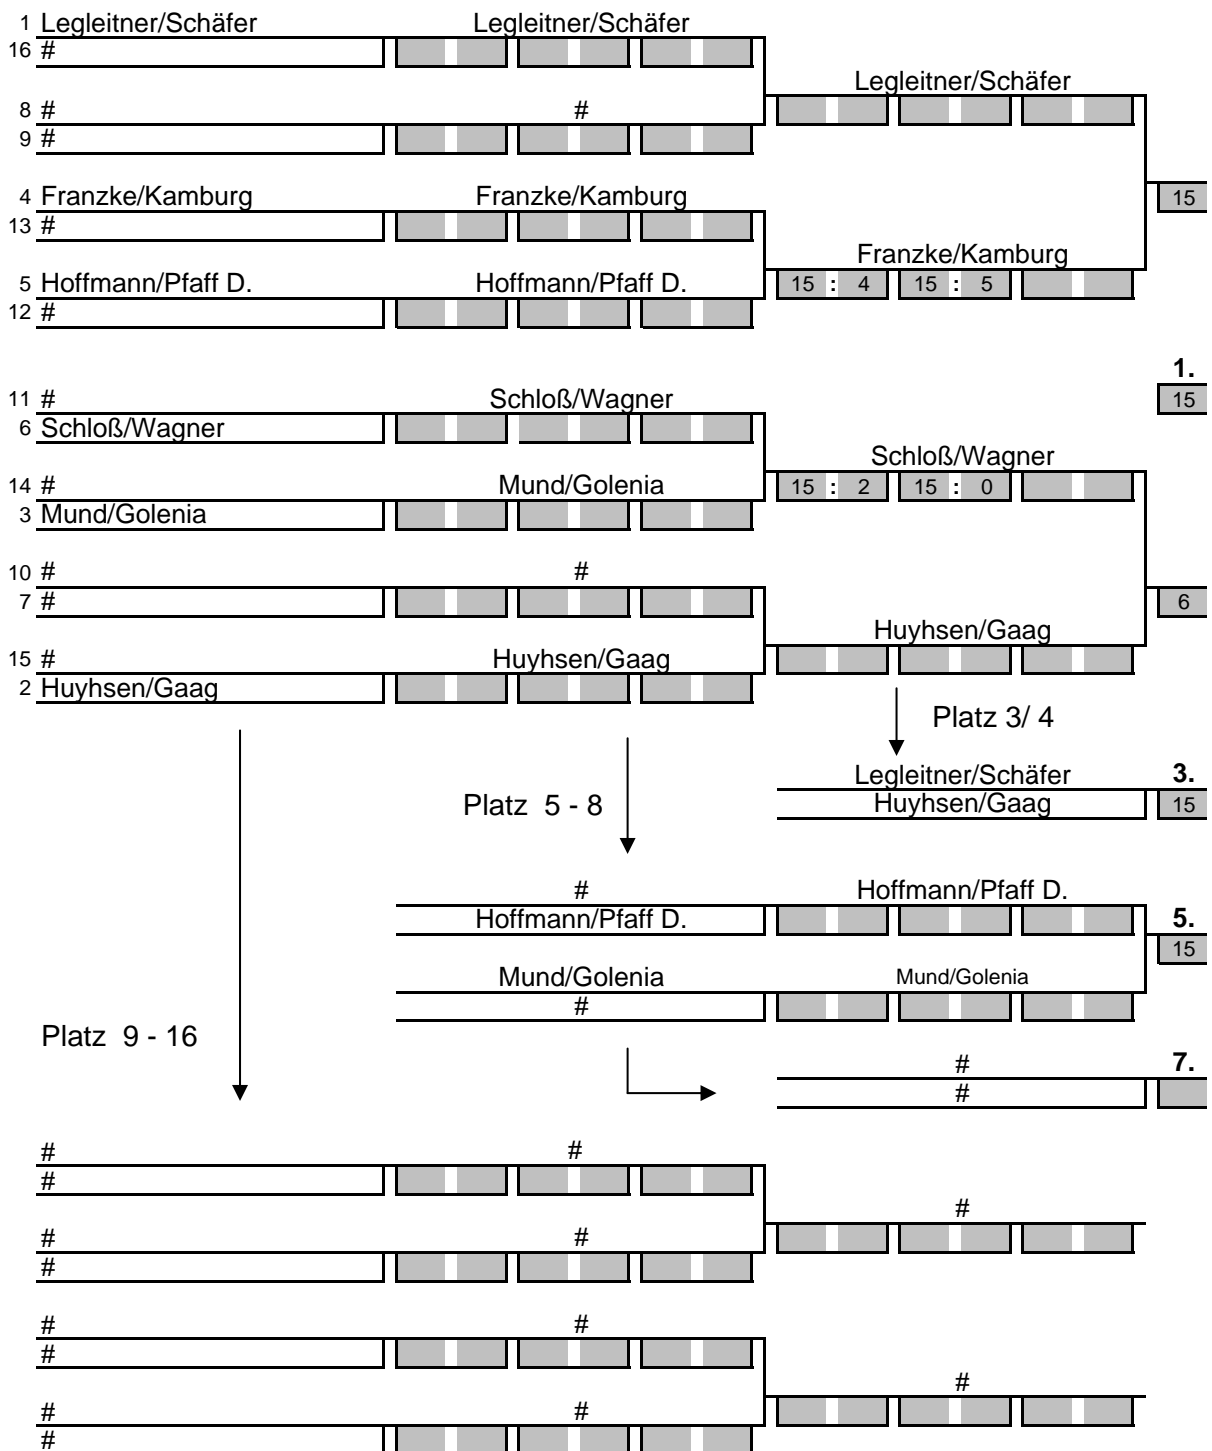 1 Legleitner/Schäfer Legleitner/Schäfer
16 #
Legleitner/Schäfer
8 # #
9 #
4 Franzke/Kamburg Franzke/Kamburg
15
13 #
Franzke/Kamburg
5 Hoffmann/Pfaff D. Hoffmann/Pfaff D. 15 : 4 15 : 5
12 #
1.
11 # Schloß/Wagner 15
6 Schloß/Wagner
Schloß/Wagner
14 # Mund/Golenia 15 : 2 15 : 0
3 Mund/Golenia
10 # #
7 # 6
Huyhsen/Gaag
15 # Huyhsen/Gaag
2 Huyhsen/Gaag
Platz 3/ 4
Legleitner/Schäfer 3.
Platz 5 - 8 Huyhsen/Gaag 15
# Hoffmann/Pfaff D.
Hoffmann/Pfaff D. 5.
15
Mund/Golenia Mund/Golenia
#
Platz 9 - 16
# 7.
#
# #
#
#
# #
#
# #
#
#
# #
#